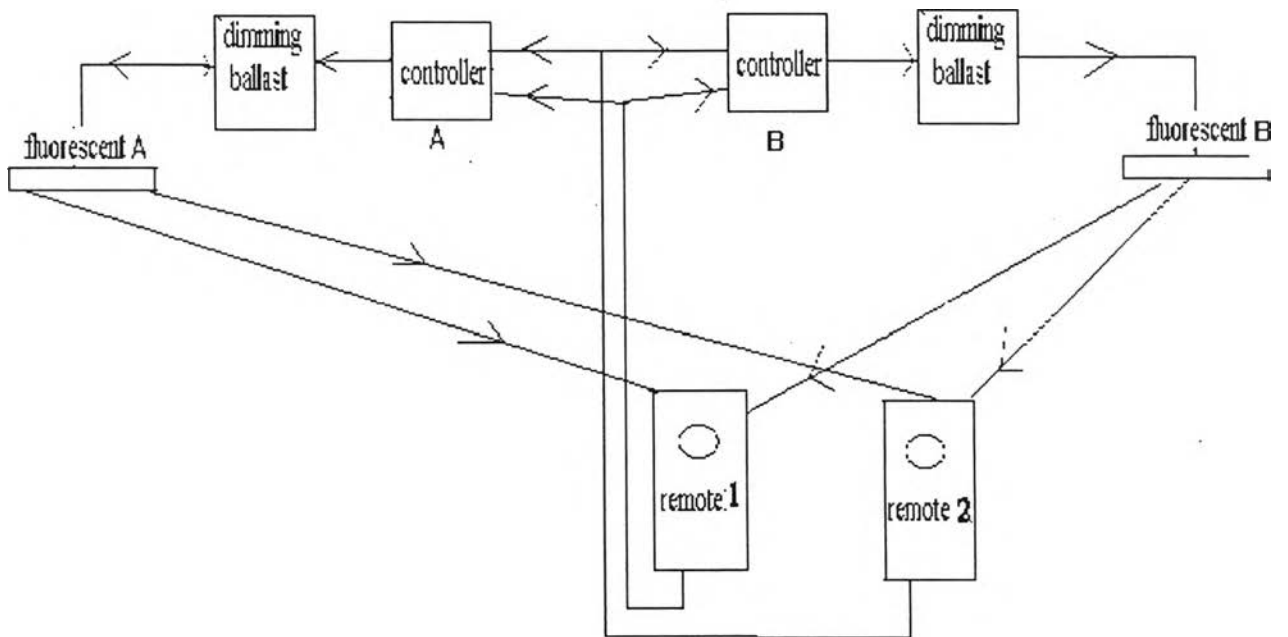 dimming
ballast
controller
A
controller
B
dimming
ballast
fluorescent A
fluorescent B
remote 1
remote 2